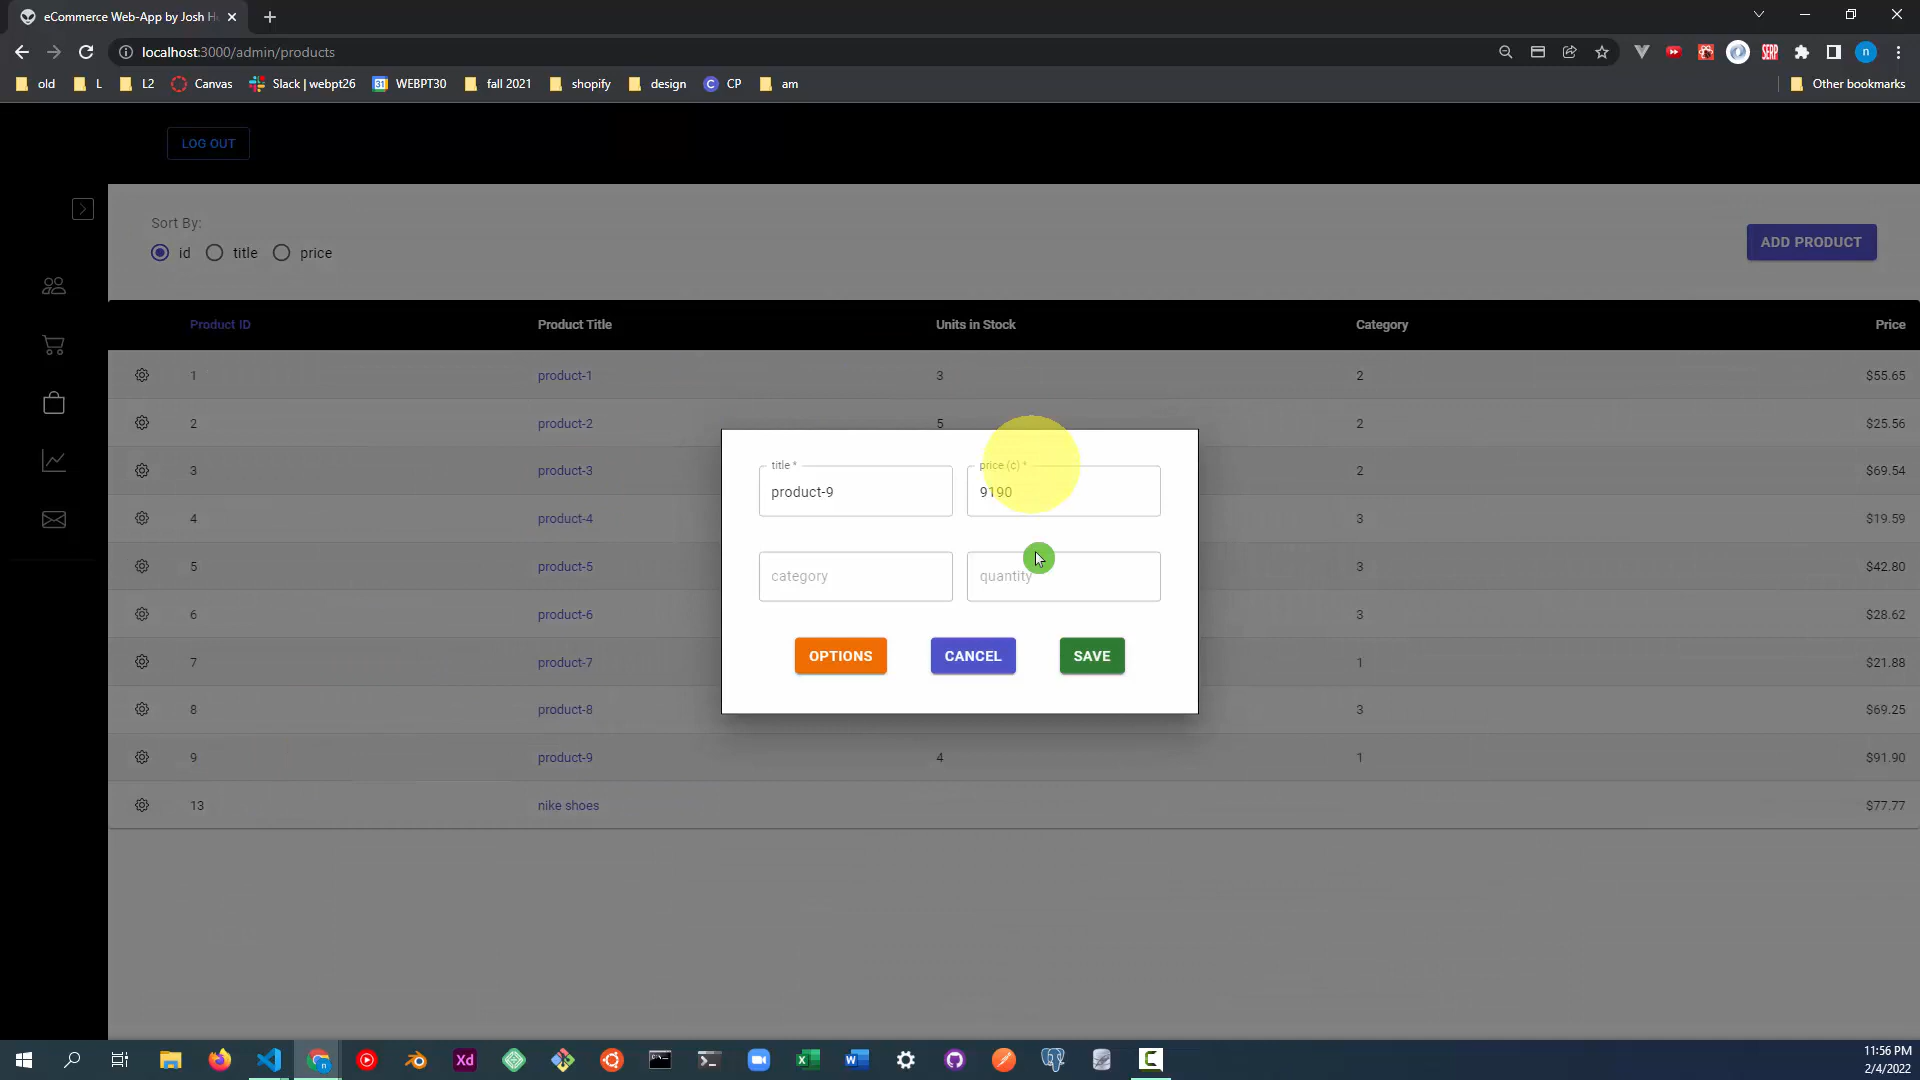 eCommerce Web-App by Josh H
localhost:3000/admin/products
SERP
n
old
L
L2
Canvas
Slack | webpt26
31
WEBPT30
fall 2021
shopify
design
C
CP
am
Other bookmarks
LOG OUT
Sort By:
id
title
price
ADD PRODUCT
Product ID
Product Title
Units in Stock
Category
Price
1 product-1 3 2 $55.65
2 product-2 5 2 $25.56
3 product-3 2 $69.54
4 product-4 3 $19.59
5 product-5 3 $42.80
6 product-6 3 $28.62
7 product-7 1 $21.88
8 product-8 3 $69.25
9 product-9 4 1 $91.90
13 nike shoes $77.77
title *
product-9
price (c) *
9190
category
quantity
OPTIONS
CANCEL
SAVE
Xd
11:56 PM
2/4/2022